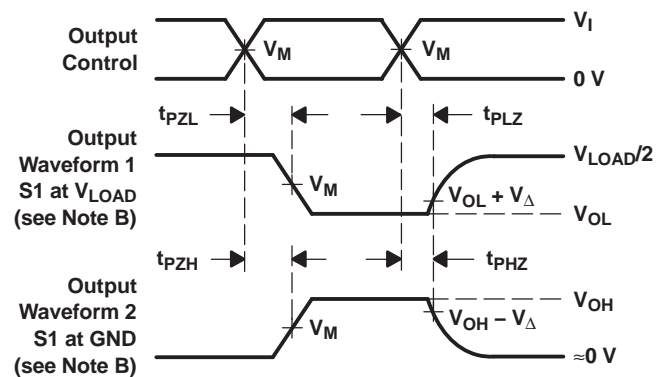 Output
Control
V_M
V_M
V_I
0 V
t_PZL
t_PLZ
Output
Waveform 1
S1 at V_LOAD
(see Note B)
V_M
V_LOAD/2
V_OL + V_Δ
V_OL
t_PZH
t_PHZ
Output
Waveform 2
S1 at GND
(see Note B)
V_M
V_OH
V_OH − V_Δ
≈0 V